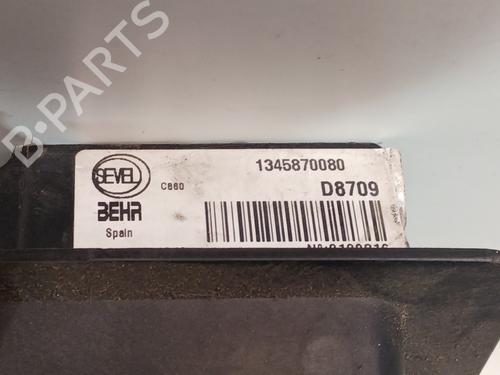 B-PARTS
SEVEL
C860
1345870080
BEHR
D8709
Spain